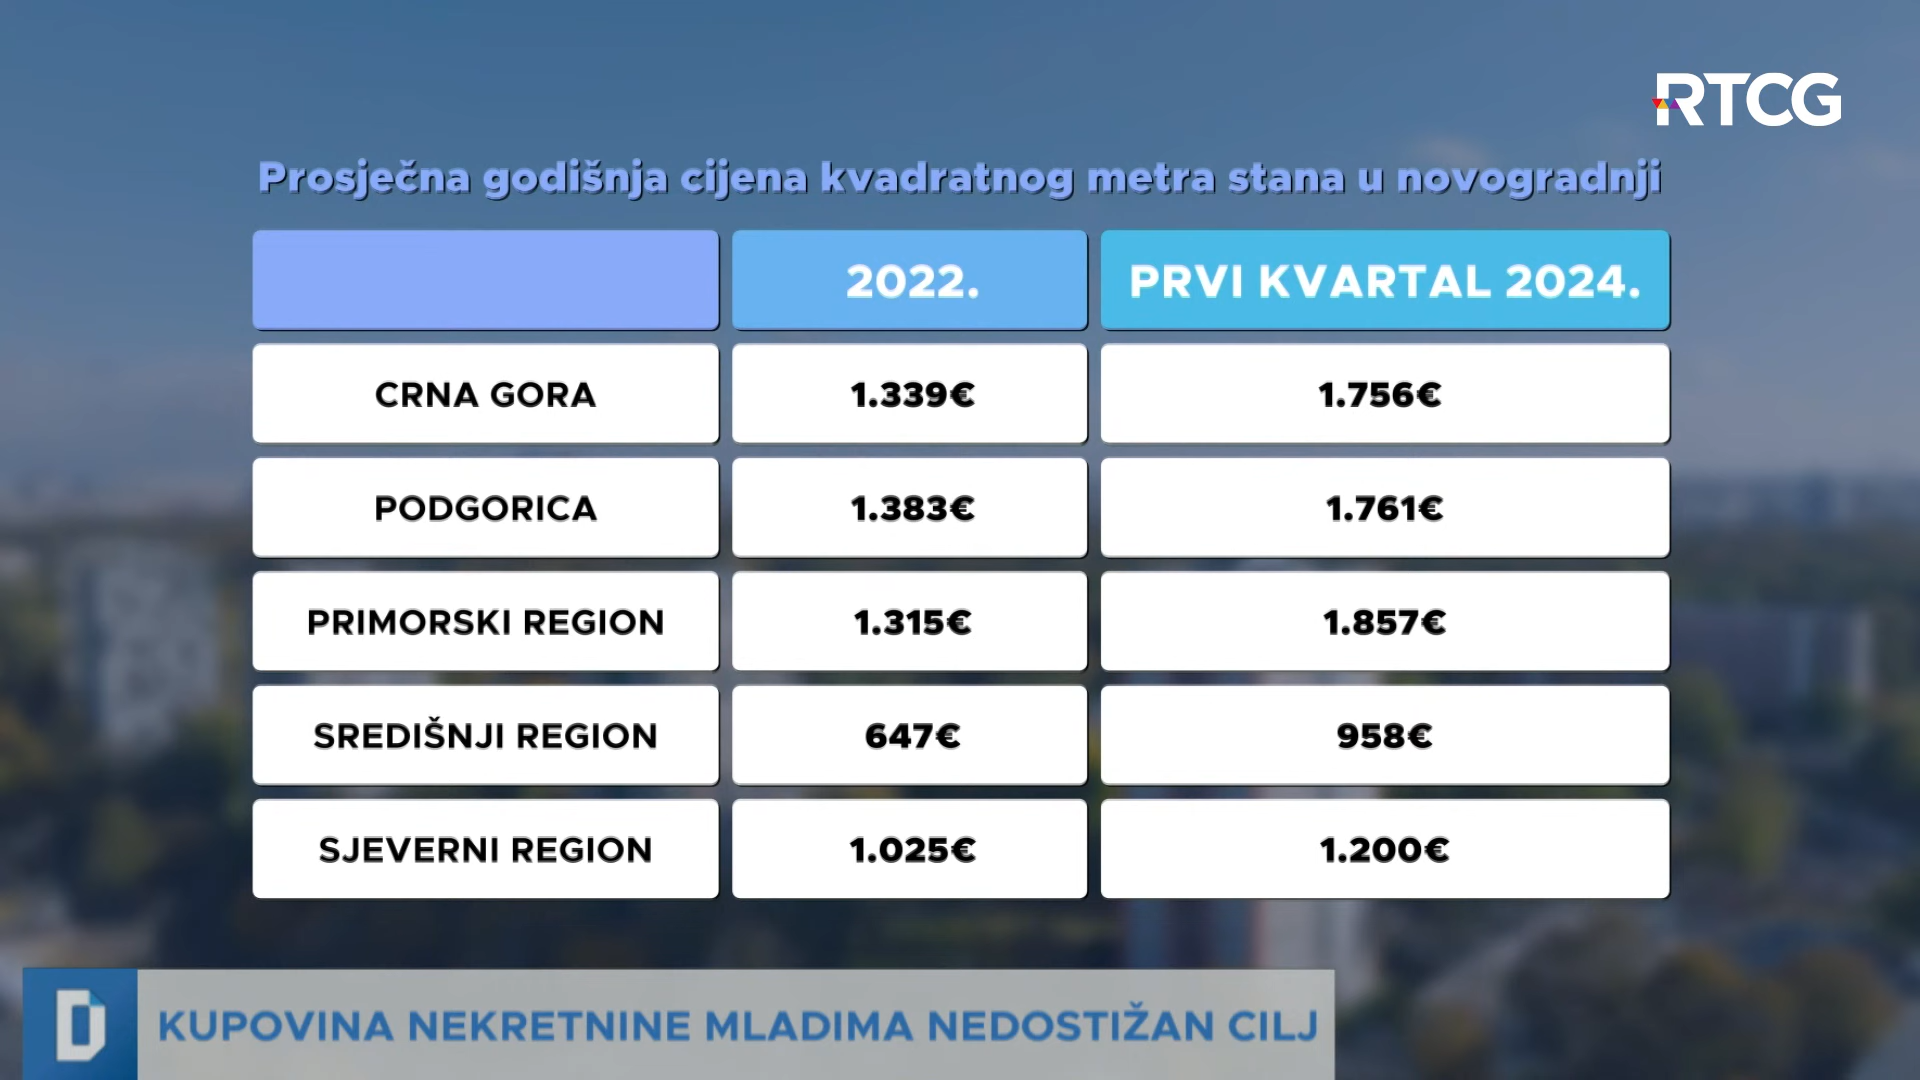 RTCG
Prosječna godišnja cijena kvadratnog metra stana u novogradnji
2022. PRVI KVARTAL 2024.
CRNA GORA 1.339€ 1.756€
PODGORICA 1.383€ 1.761€
PRIMORSKI REGION 1.315€ 1.857€
SREDIŠNJI REGION 647€ 958€
SJEVERNI REGION 1.025€ 1.200€
D KUPOVINA NEKRETNINE MLADIMA NEDOSTIŽAN CILJ